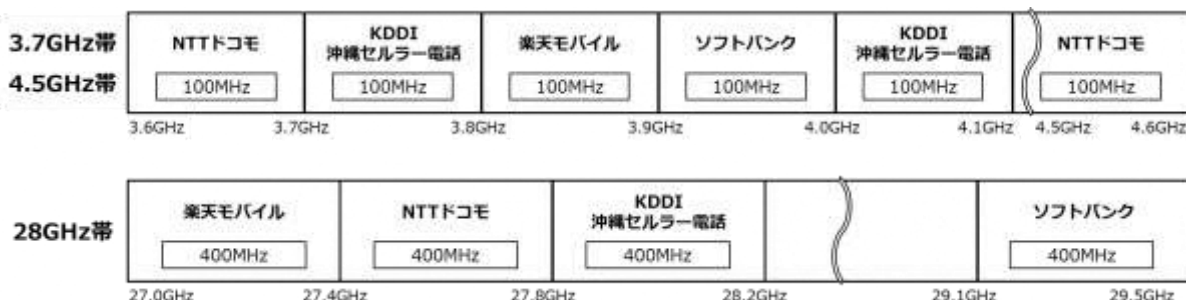 3.7GHz帯
4.5GHz帯
NTTドコモ
100MHz
KDDI
沖縄セルラー電話
100MHz
楽天モバイル
100MHz
ソフトバンク
100MHz
KDDI
沖縄セルラー電話
100MHz
NTTドコモ
100MHz
3.6GHz 3.7GHz 3.8GHz 3.9GHz 4.0GHz 4.1GHz 4.5GHz 4.6GHz
28GHz帯
楽天モバイル
400MHz
NTTドコモ
400MHz
KDDI
沖縄セルラー電話
400MHz
ソフトバンク
400MHz
27.0GHz 27.4GHz 27.8GHz 28.2GHz 29.1GHz 29.5GHz